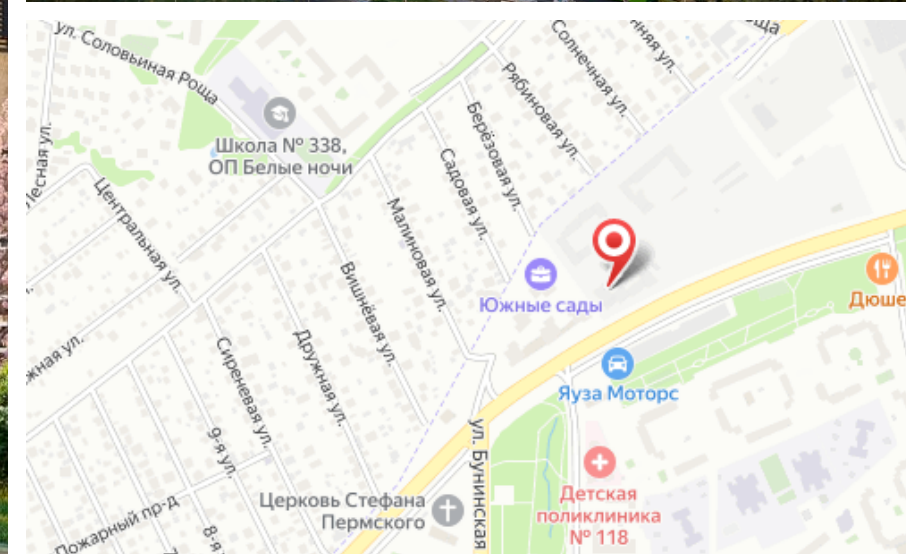 ул. Соловьиная Роща
Лесная ул.
Школа № 338,
ОП Белые ночи
Центральная ул.
Малиновая ул.
Садовая ул.
Берёзовая ул.
Рябиновая ул.
Солнечная ул.
нняя ул.
ща
Вишнёвая ул.
Южные сады
Дюше
Яуза Моторс
жная ул.
Сиреневая ул.
Дружная ул.
9-я ул.
8-я
Пожарный пр-д
Церковь Стефана
Пермского
ул. Бунинская
Детская
поликлиника
№ 118